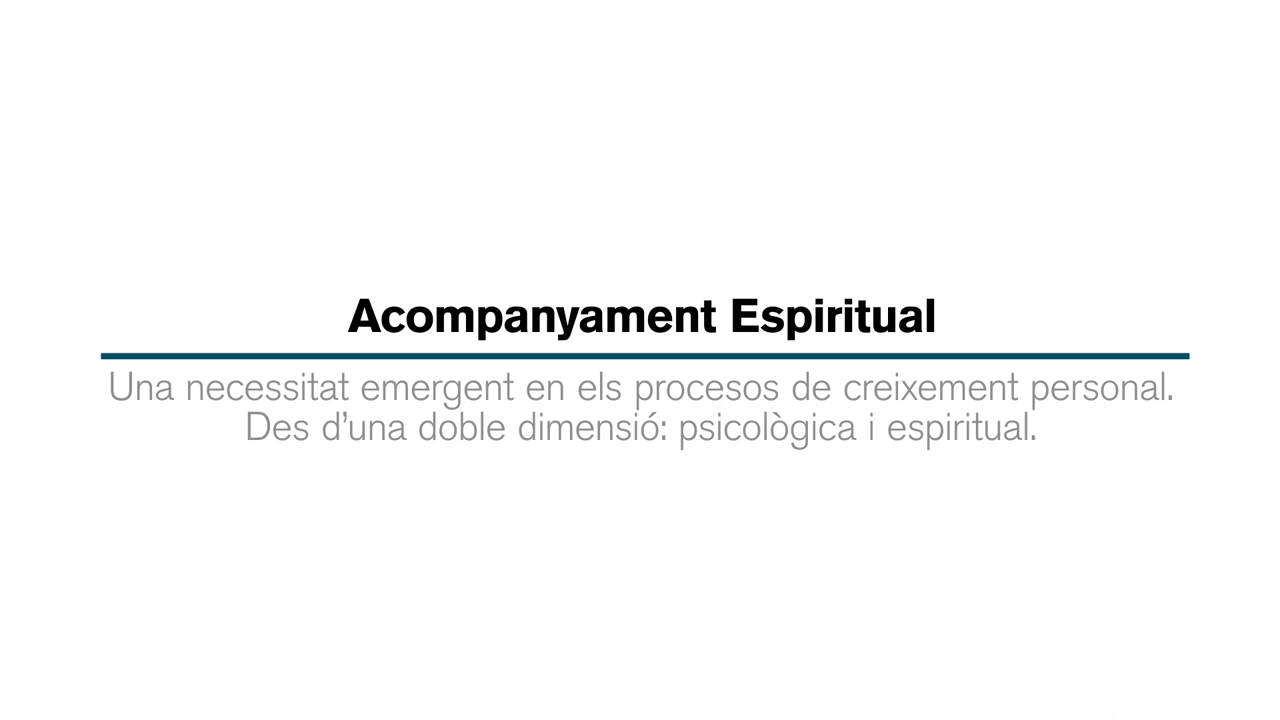 Acompanyament Espiritual
Una necessitat emergent en els procesos de creixement personal.
Des d’una doble dimensió: psicològica i espiritual.